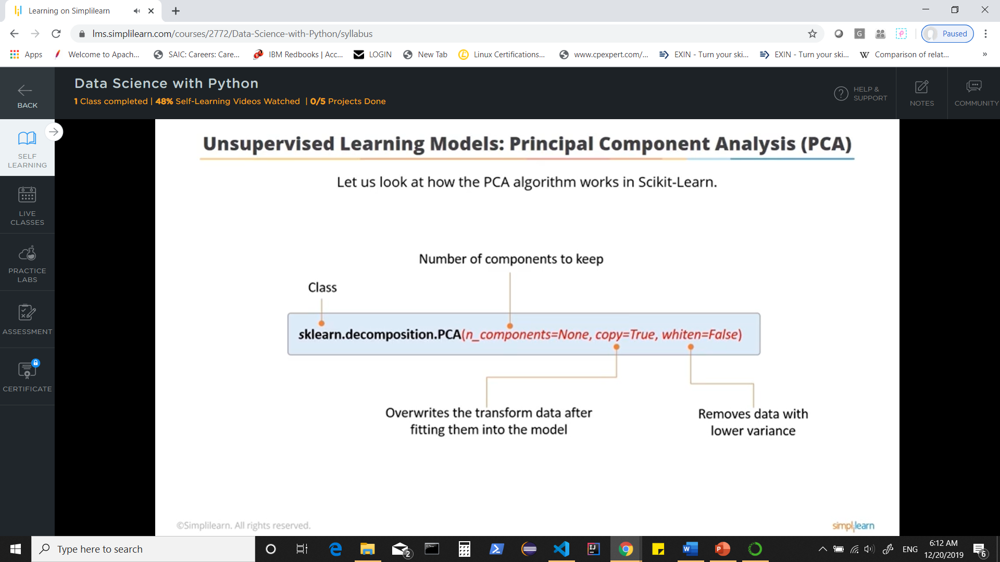 Learning on Simplilearn
lms.simplilearn.com/courses/2772/Data-Science-with-Python/syllabus
G
Paused
Apps
Welcome to Apach...
SAIC: Careers: Care...
IBM Redbooks | Acc...
LOGIN
New Tab
Linux Certifications...
www.cpexpert.com/...
EXIN - Turn your ski...
EXIN - Turn your ski...
W
Comparison of relat...
»
BACK
Data Science with Python
1 Class completed | 48% Self-Learning Videos Watched | 0/5 Projects Done
HELP &
SUPPORT
NOTES
COMMUNITY
SELF
LEARNING
LIVE
CLASSES
PRACTICE
LABS
ASSESSMENT
CERTIFICATE
Unsupervised Learning Models: Principal Component Analysis (PCA)
Let us look at how the PCA algorithm works in Scikit-Learn.
Number of components to keep
Class
sklearn.decomposition.PCA(n_components=None, copy=True, whiten=False)
Overwrites the transform data after
fitting them into the model
Removes data with
lower variance
©Simplilearn. All rights reserved.
simplilearn
Type here to search
2
IJ
W
P
ENG
6:12 AM
12/20/2019
6